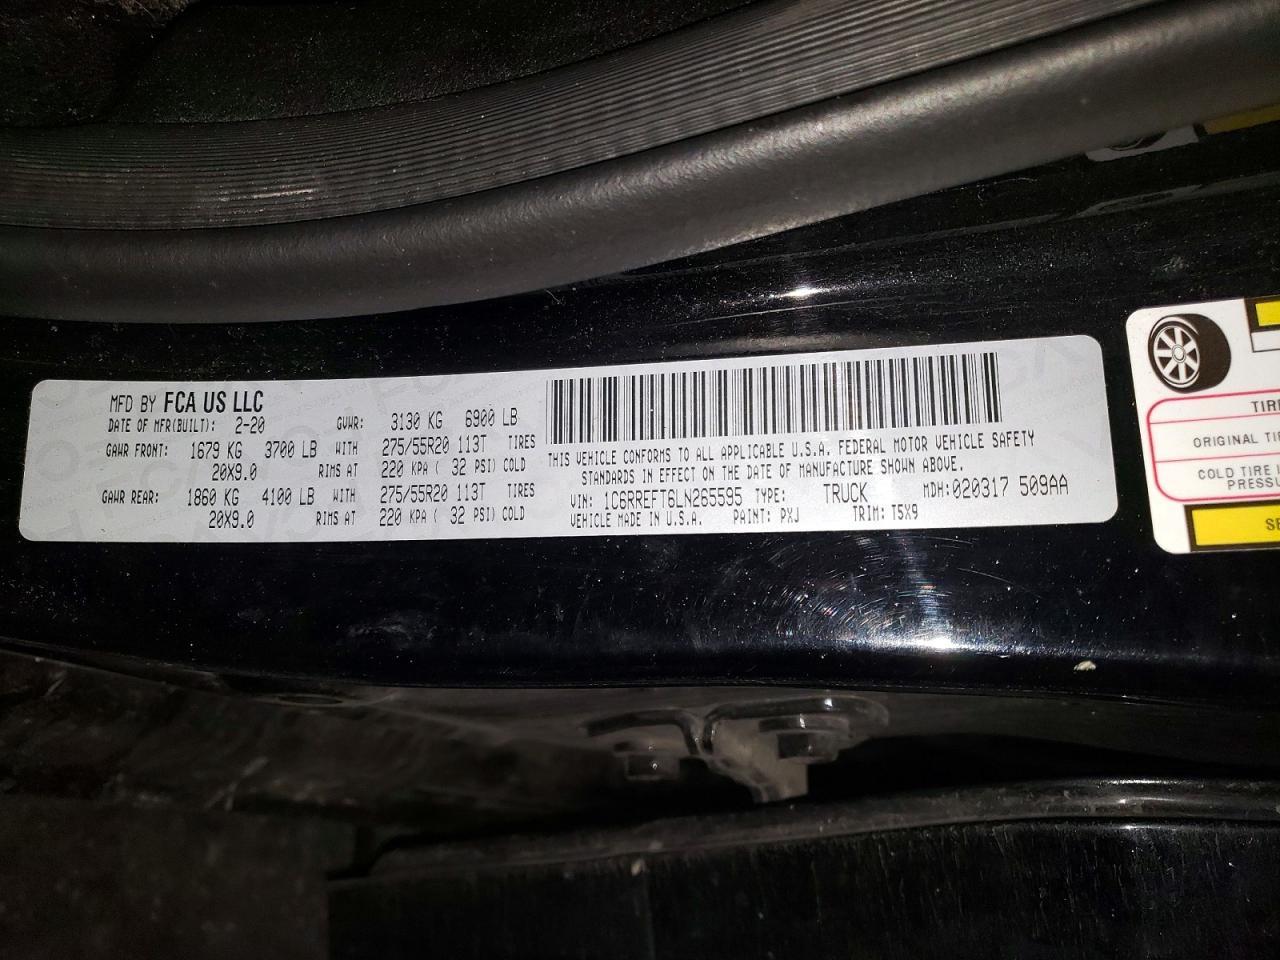 MFD BY FCA US LLC
DATE OF MFR(BUILT): 2-20 GVWR: 3130 KG 6900 LB
GAWR FRONT: 1679 KG 3700 LB WITH 275/55R20 113T TIRES
20X9.0 RIMS AT 220 KPA ( 32 PSI) COLD
GAWR REAR: 1860 KG 4100 LB WITH 275/55R20 113T TIRES
20X9.0 RIMS AT 220 KPA ( 32 PSI) COLD
THIS VEHICLE CONFORMS TO ALL APPLICABLE U.S.A. FEDERAL MOTOR VEHICLE SAFETY
STANDARDS IN EFFECT ON THE DATE OF MANUFACTURE SHOWN ABOVE.
VIN: 1C6RREFT6LN265595 TYPE: TRUCK MDH:020317 509AA
VEHICLE MADE IN U.S.A. PAINT: PXJ TRIM: T5X9
TIRE
ORIGINAL
COLD TIRE